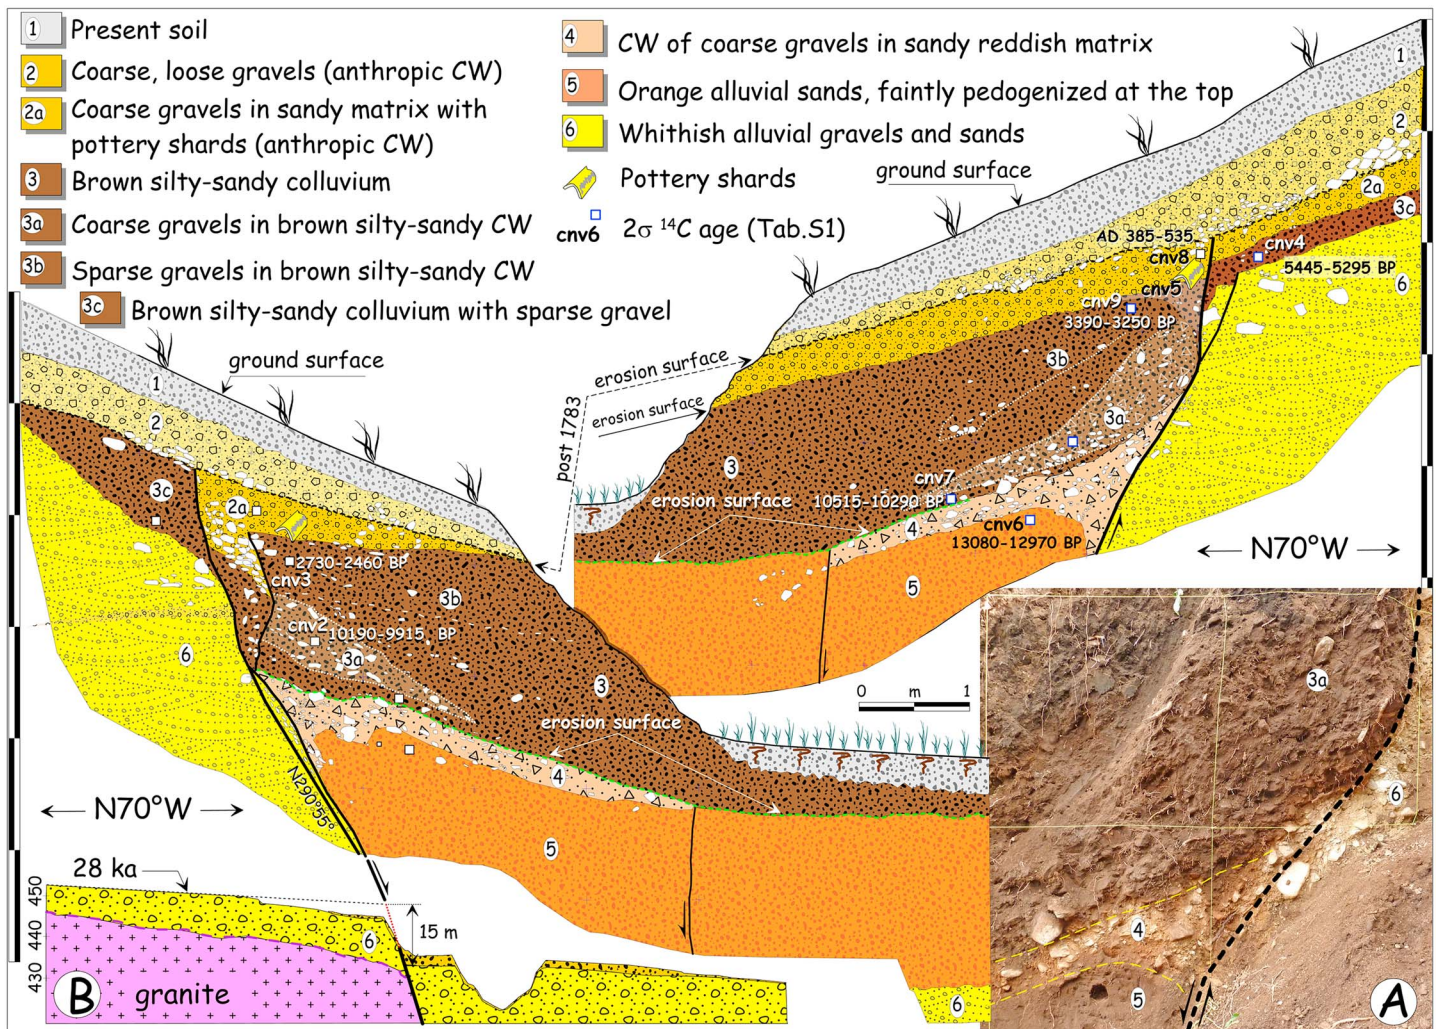 1 Present soil
2 Coarse, loose gravels (anthropic CW)
2a Coarse gravels in sandy matrix with
pottery shards (anthropic CW)
3 Brown silty-sandy colluvium
3a Coarse gravels in brown silty-sandy CW
3b Sparse gravels in brown silty-sandy CW
3c Brown silty-sandy colluvium with sparse gravel
4 CW of coarse gravels in sandy reddish matrix
5 Orange alluvial sands, faintly pedogenized at the top
6 Whithish alluvial gravels and sands
Pottery shards
cnv6 2σ ¹⁴C age (Tab.S1)
ground surface
1
2
2a
3c
AD 385-535
cnv8
cnv4
cnv5
5445-5295 BP
6
cnv9
3390-3250 BP
3b
3a
erosion surface
erosion surface
post 1783
3
cnv7
erosion surface
10515-10290 BP
4
cnv6
13080-12970 BP
5
N70°W
0 m 1
ground surface
1
2
3c
2a
2730-2460 BP
cnv3
3b
cnv2
10190-9915 BP
3a
6
3
erosion surface
4
N290°55°
N70°W
5
6
28 ka
450
440
430
6
15 m
B
granite
3a
6
4
5
A